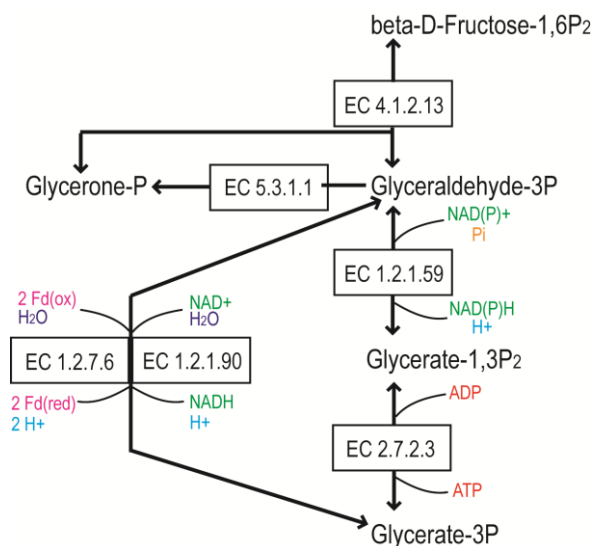 beta-D-Fructose-1,6P2
EC 4.1.2.13
Glycerone-P
EC 5.3.1.1
Glyceraldehyde-3P
NAD(P)+
Pi
EC 1.2.1.59
NAD(P)H
H+
2 Fd(ox)
H2O
NAD+
H2O
EC 1.2.7.6
EC 1.2.1.90
2 Fd(red)
2 H+
NADH
H+
Glycerate-1,3P2
ADP
EC 2.7.2.3
ATP
Glycerate-3P